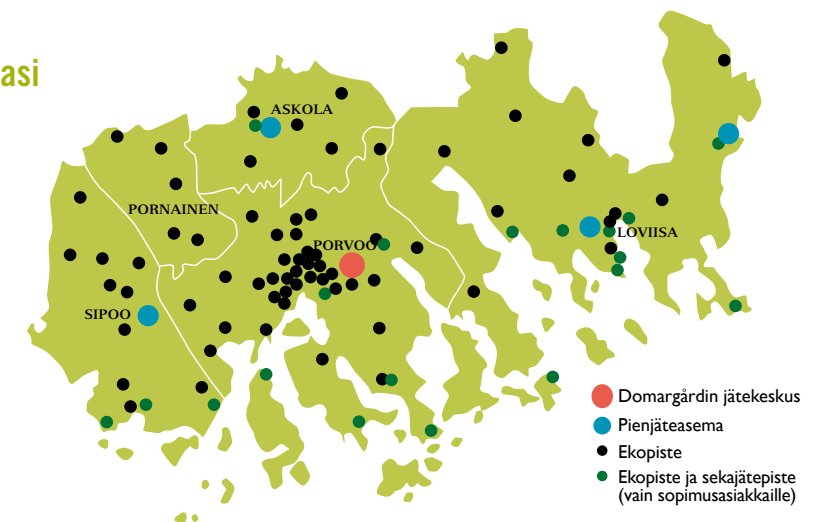 asi
ASKOLA
PORNAINEN
PORVOO
LOVIISA
SIPOO
Domargårdin jätekeskus
Pienjäteasema
Ekopiste
Ekopiste ja sekajätepiste
(vain sopimusasiakkaille)